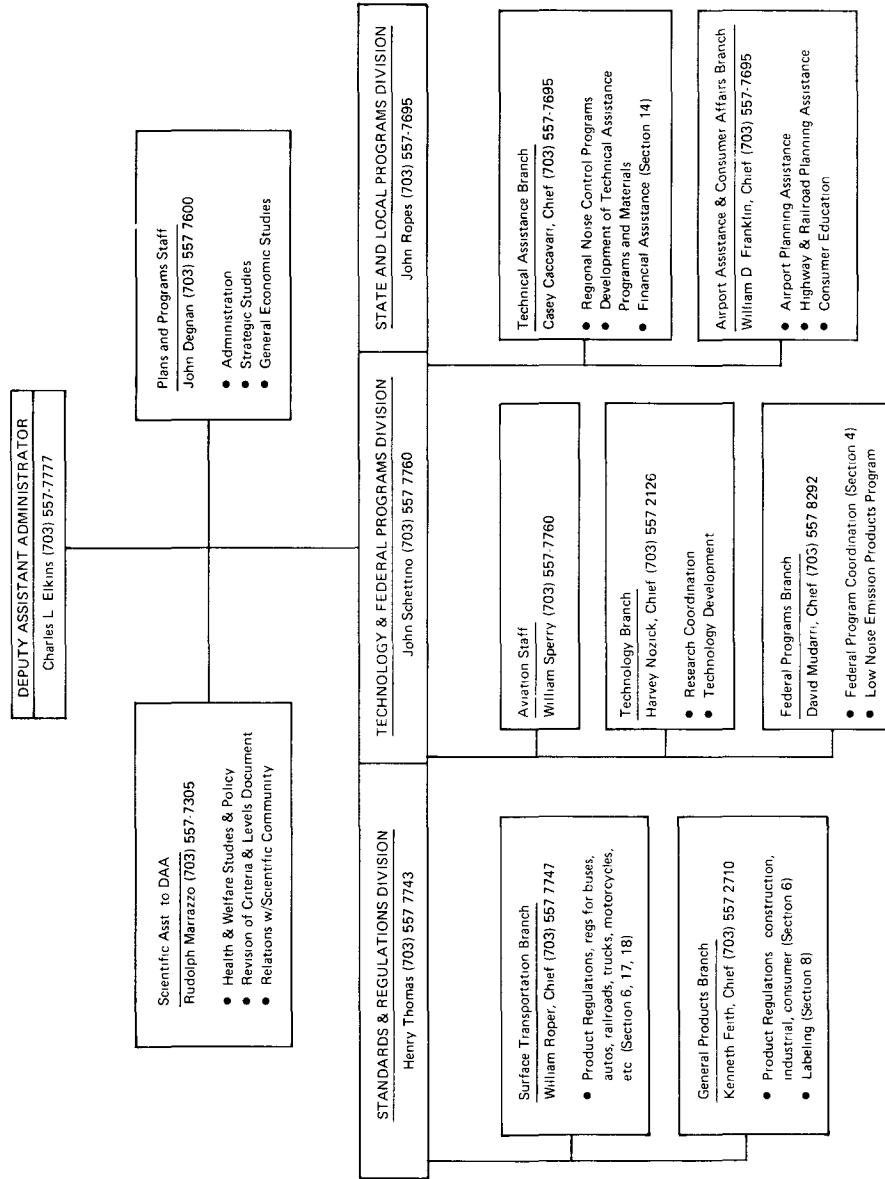 DEPUTY ASSISTANT ADMINISTRATOR
Charles L Elkins (703) 557-7777
Scientific Asst to DAA
Rudolph Marrazzo (703) 557-7305
● Health & Welfare Studies & Policy
● Revision of Criteria & Levels Document
● Relations w/Scientific Community
Plans and Programs Staff
John Degnan (703) 557 7600
● Administration
● Strategic Studies
● General Economic Studies
STANDARDS & REGULATIONS DIVISION
Henry Thomas (703) 557 7743
TECHNOLOGY & FEDERAL PROGRAMS DIVISION
John Schettino (703) 557 7760
STATE AND LOCAL PROGRAMS DIVISION
John Ropes (703) 557-7695
Surface Transportation Branch
William Roper, Chief (703) 557 7747
● Product Regulations, regs for buses,
autos, railroads, trucks, motorcycles,
etc (Section 6, 17, 18)
General Products Branch
Kenneth Feith, Chief (703) 557 2710
● Product Regulations construction,
industrial, consumer (Section 6)
● Labeling (Section 8)
Aviation Staff
William Sperry (703) 557-7760
Technology Branch
Harvey Nozick, Chief (703) 557 2126
● Research Coordination
● Technology Development
Federal Programs Branch
David Mudarri, Chief (703) 557 8292
● Federal Program Coordination (Section 4)
● Low Noise Emission Products Program
Technical Assistance Branch
Casey Caccavari, Chief (703) 557-7695
● Regional Noise Control Programs
● Development of Technical Assistance
Programs and Materials
● Financial Assistance (Section 14)
Airport Assistance & Consumer Affairs Branch
William D Franklin, Chief (703) 557-7695
● Airport Planning Assistance
● Highway & Railroad Planning Assistance
● Consumer Education